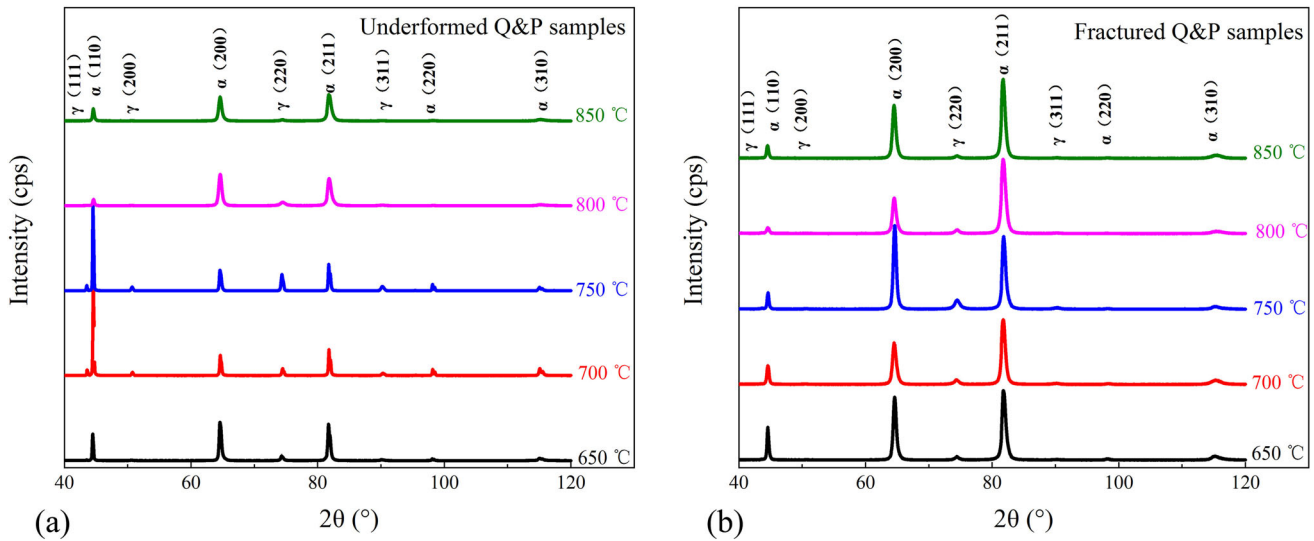 Underformed Q&P samples
γ（111）
α（110）
γ（200）
α（200）
γ（220）
α（211）
γ（311）
α（220）
α（310）
850 ℃
800 ℃
750 ℃
700 ℃
650 ℃
Intensity (cps)
40 60 80 100 120
2θ (°)
(a)
Fractured Q&P samples
γ（111）
α（110）
γ（200）
α（200）
γ（220）
α（211）
γ（311）
α（220）
α（310）
850 ℃
800 ℃
750 ℃
700 ℃
650 ℃
Intensity (cps)
40 60 80 100 120
2θ (°)
(b)